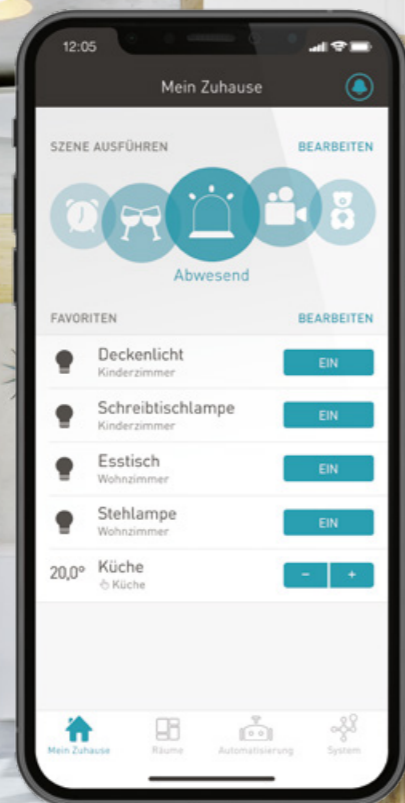 12:05
Mein Zuhause
SZENE AUSFÜHREN BEARBEITEN
Abwesend
FAVORITEN BEARBEITEN
Deckenlicht
Kinderzimmer
EIN
Schreibtischlampe
Kinderzimmer
EIN
Esstisch
Wohnzimmer
EIN
Stehlampe
Wohnzimmer
EIN
20,0° Küche
Küche
- +
Mein Zuhause Räume Automatisierung System